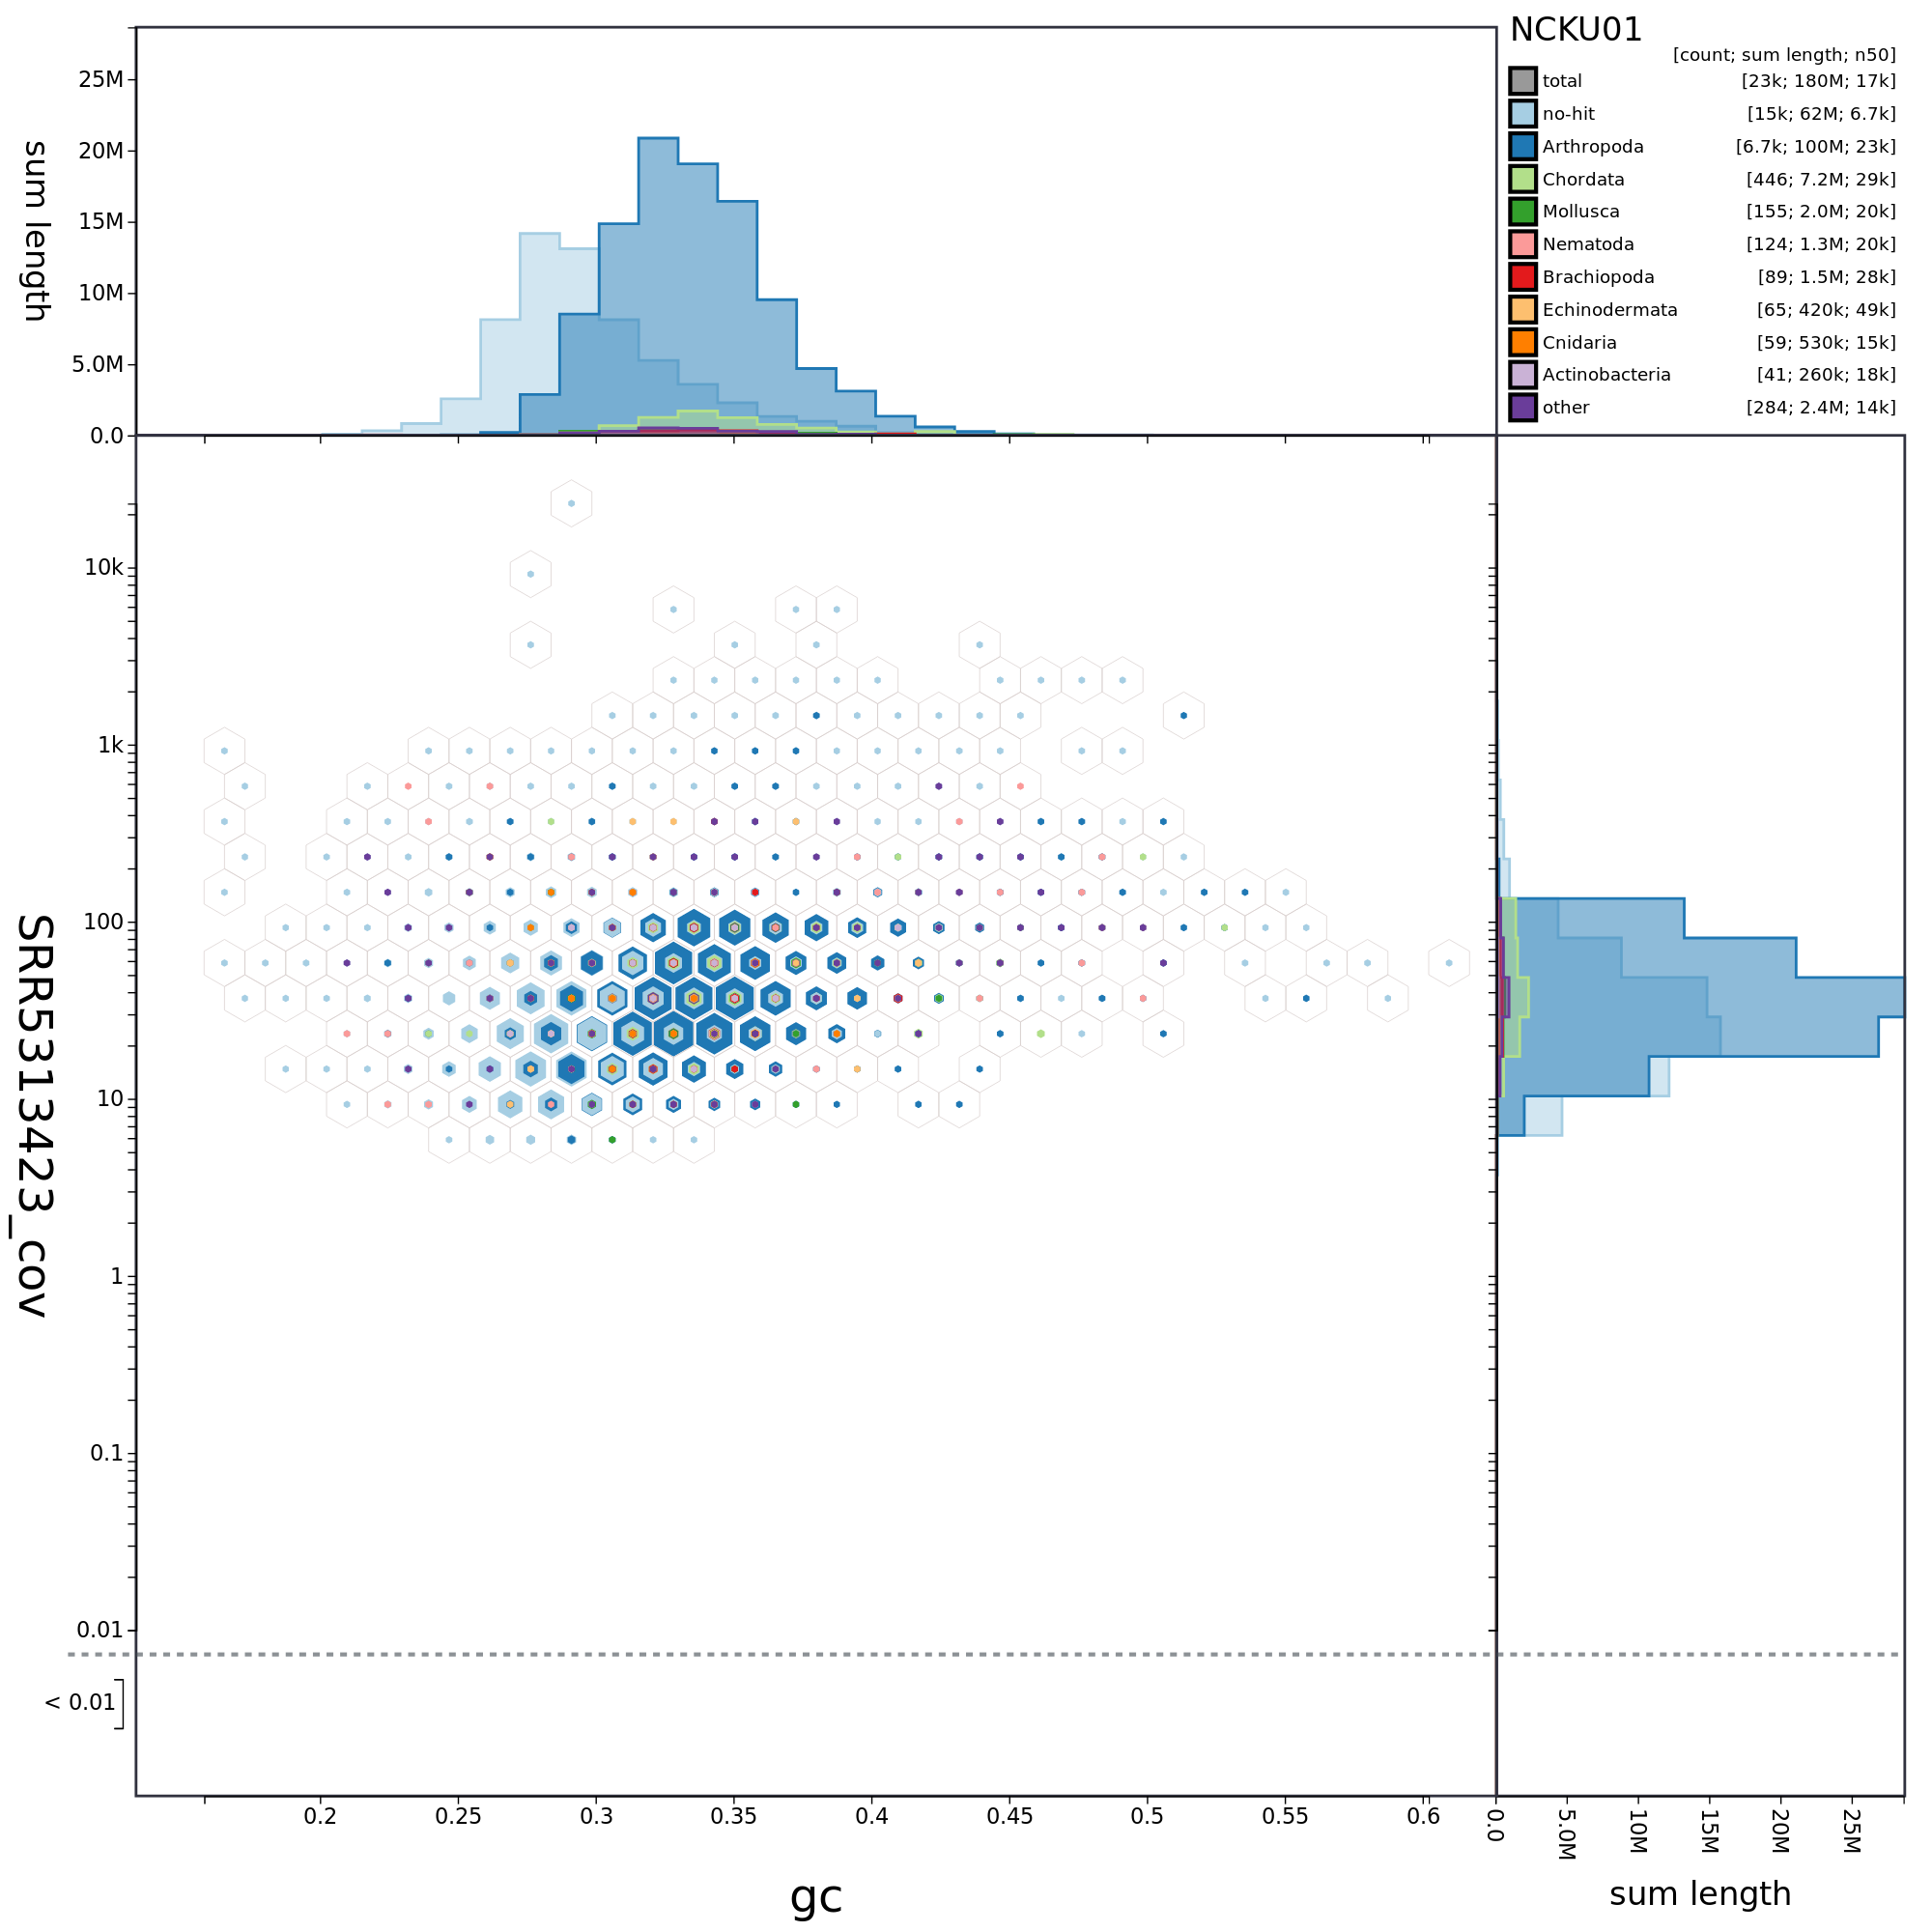 NCKU01
[count; sum length; n50]
total [23k; 180M; 17k]
no-hit [15k; 62M; 6.7k]
Arthropoda [6.7k; 100M; 23k]
Chordata [446; 7.2M; 29k]
Mollusca [155; 2.0M; 20k]
Nematoda [124; 1.3M; 20k]
Brachiopoda [89; 1.5M; 28k]
Echinodermata [65; 420k; 49k]
Cnidaria [59; 530k; 15k]
Actinobacteria [41; 260k; 18k]
other [284; 2.4M; 14k]
sum length
25M
20M
15M
10M
5.0M
0.0
SRR5313423_cov
10k
1k
100
10
1
0.1
0.01
< 0.01
0.2 0.25 0.3 0.35 0.4 0.45 0.5 0.55 0.6
gc
0.0 5.0M 10M 15M 20M 25M
sum length